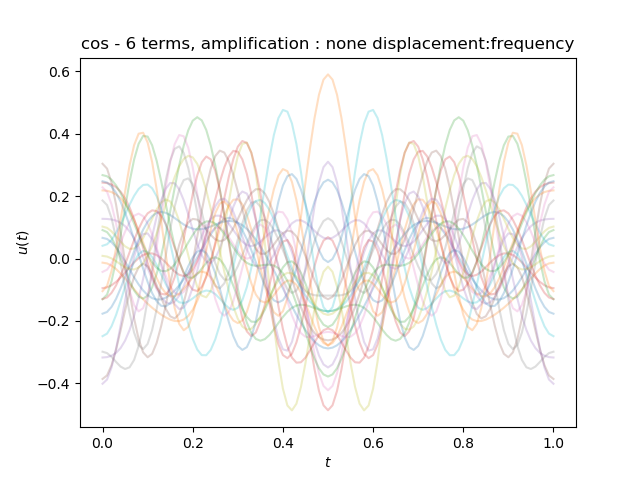 cos - 6 terms, amplification : none displacement:frequency
0.6
0.4
0.2
0.0
−0.2
−0.4
u(t)
0.0 0.2 0.4 0.6 0.8 1.0
t